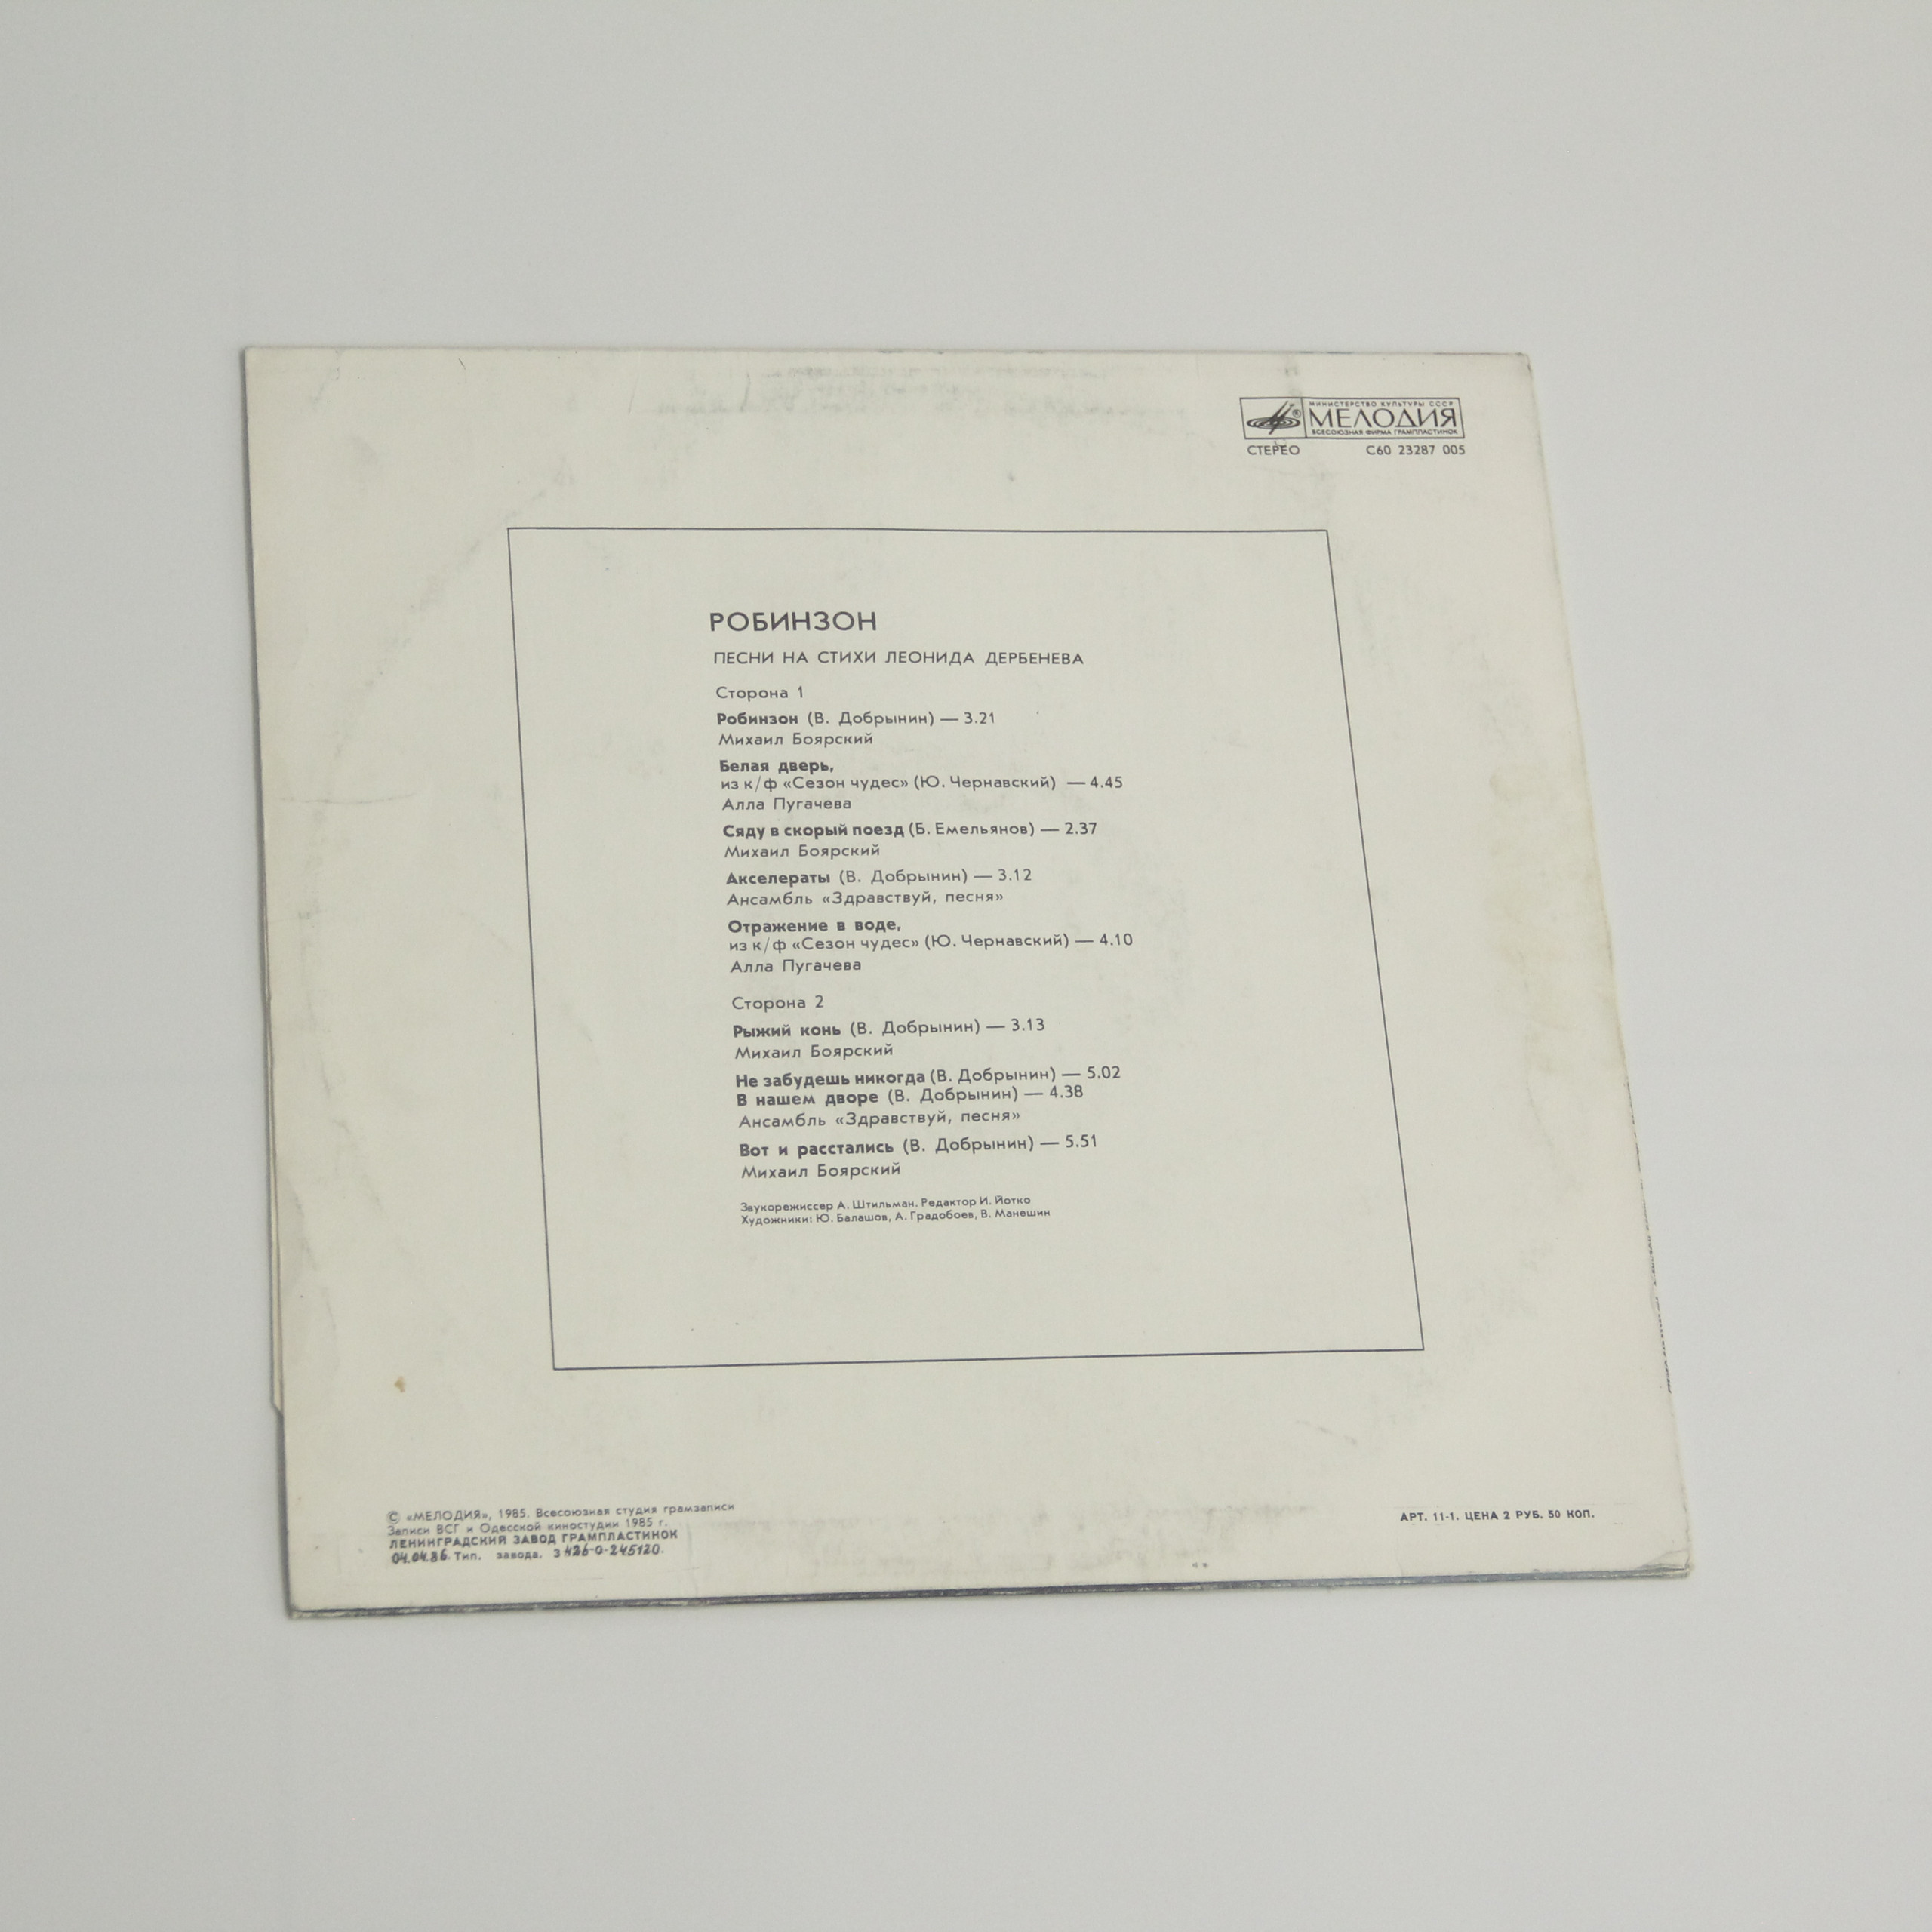 МИНИСТЕРСТВО КУЛЬТУРЫ СССР
МЕЛОДИЯ
ВСЕСОЮЗНАЯ ФИРМА ГРАМПЛАСТИНОК
СТЕРЕО С60 23287 005
РОБИНЗОН
ПЕСНИ НА СТИХИ ЛЕОНИДА ДЕРБЕНЕВА
Сторона 1
Робинзон (В. Добрынин) — 3.21
Михаил Боярский
Белая дверь,
из к/ф «Сезон чудес» (Ю. Чернавский) — 4.45
Алла Пугачева
Сяду в скорый поезд (Б. Емельянов) — 2.37
Михаил Боярский
Акселераты (В. Добрынин) — 3.12
Ансамбль «Здравствуй, песня»
Отражение в воде,
из к/ф «Сезон чудес» (Ю. Чернавский) — 4.10
Алла Пугачева
Сторона 2
Рыжий конь (В. Добрынин) — 3.13
Михаил Боярский
Не забудешь никогда (В. Добрынин) — 5.02
В нашем дворе (В. Добрынин) — 4.38
Ансамбль «Здравствуй, песня»
Вот и расстались (В. Добрынин) — 5.51
Михаил Боярский
Звукорежиссер А. Штильман. Редактор И. Йотко
Художники: Ю. Балашов, А. Градобоев, В. Манешин
© «МЕЛОДИЯ», 1985. Всесоюзная студия грамзаписи
Записи ВСГ и Одесской киностудии 1985 г.
ЛЕНИНГРАДСКИЙ ЗАВОД ГРАМПЛАСТИНОК
04.04.86. Тип. завода. З 426-0-245120.
АРТ. 11-1. ЦЕНА 2 РУБ. 50 КОП.